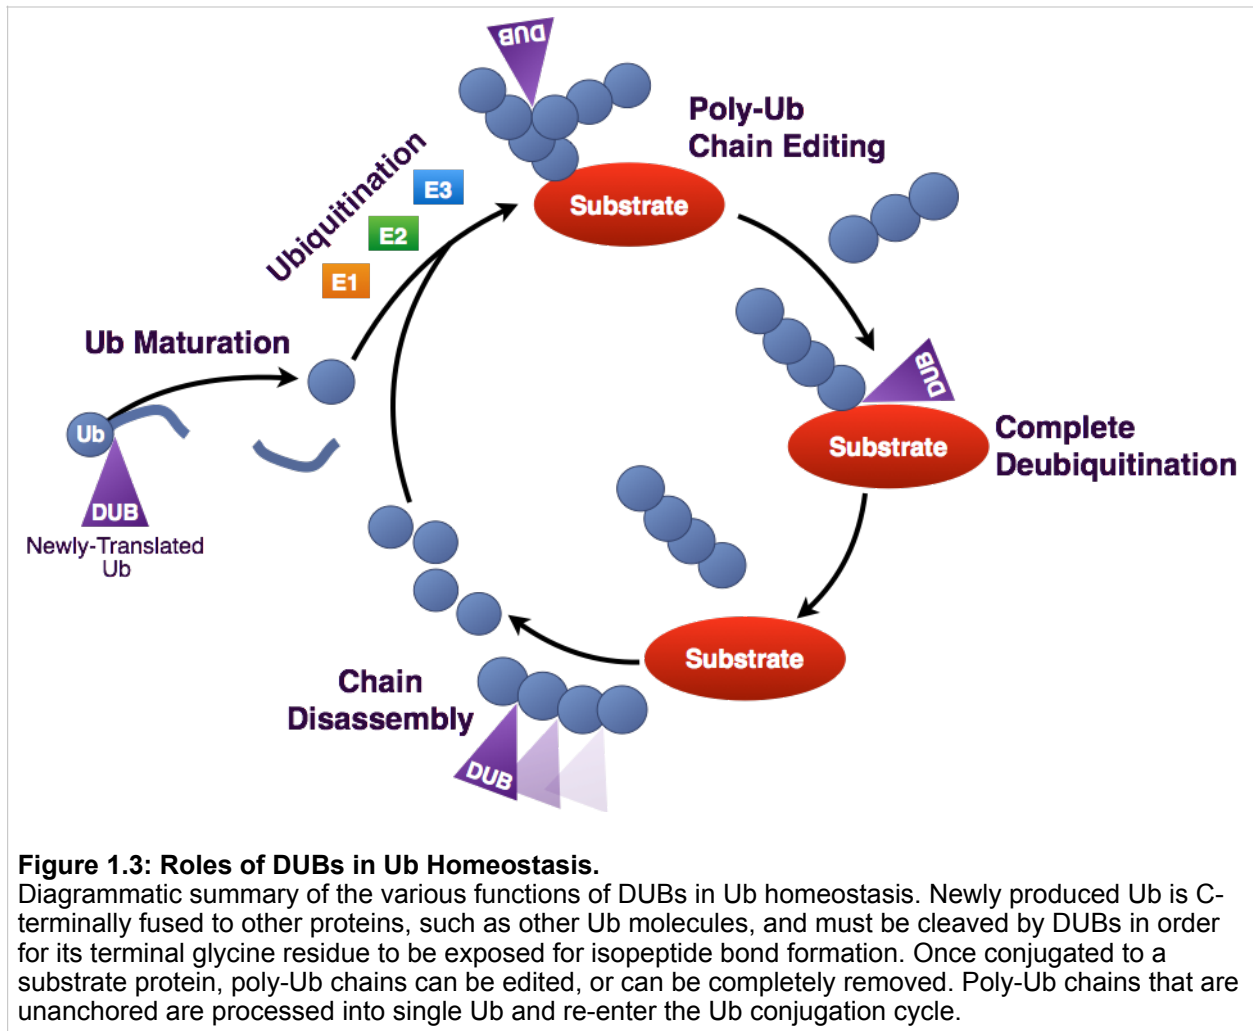 DUB
Poly-Ub
Chain Editing
Substrate
Ubiquitination
E3
E2
E1
Ub Maturation
Ub
DUB
Newly-Translated
Ub
DUB
Substrate
Complete
Deubiquitination
Substrate
Chain
Disassembly
DUB
Figure 1.3: Roles of DUBs in Ub Homeostasis.
Diagrammatic summary of the various functions of DUBs in Ub homeostasis. Newly produced Ub is C-
terminally fused to other proteins, such as other Ub molecules, and must be cleaved by DUBs in order
for its terminal glycine residue to be exposed for isopeptide bond formation. Once conjugated to a
substrate protein, poly-Ub chains can be edited, or can be completely removed. Poly-Ub chains that are
unanchored are processed into single Ub and re-enter the Ub conjugation cycle.